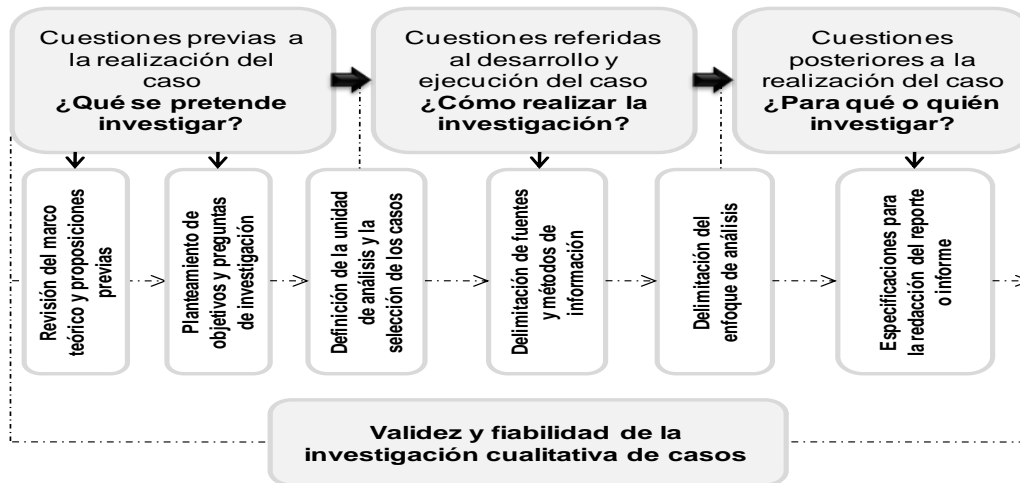 Cuestiones previas a
la realización del
caso
¿Qué se pretende
investigar?
Cuestiones referidas
al desarrollo y
ejecución del caso
¿Cómo realizar la
investigación?
Cuestiones
posteriores a la
realización del caso
¿Para qué o quién
investigar?
Revisión del marco
teórico y proposiciones
previas
Planteamiento de
objetivos y preguntas
de investigación
Definición de la unidad
de análisis y la
selección de los casos
Delimitación de fuentes
y métodos de
información
Delimitación del
enfoque de análisis
Especificaciones para
la redacción del reporte
o informe
Validez y fiabilidad de la
investigación cualitativa de casos